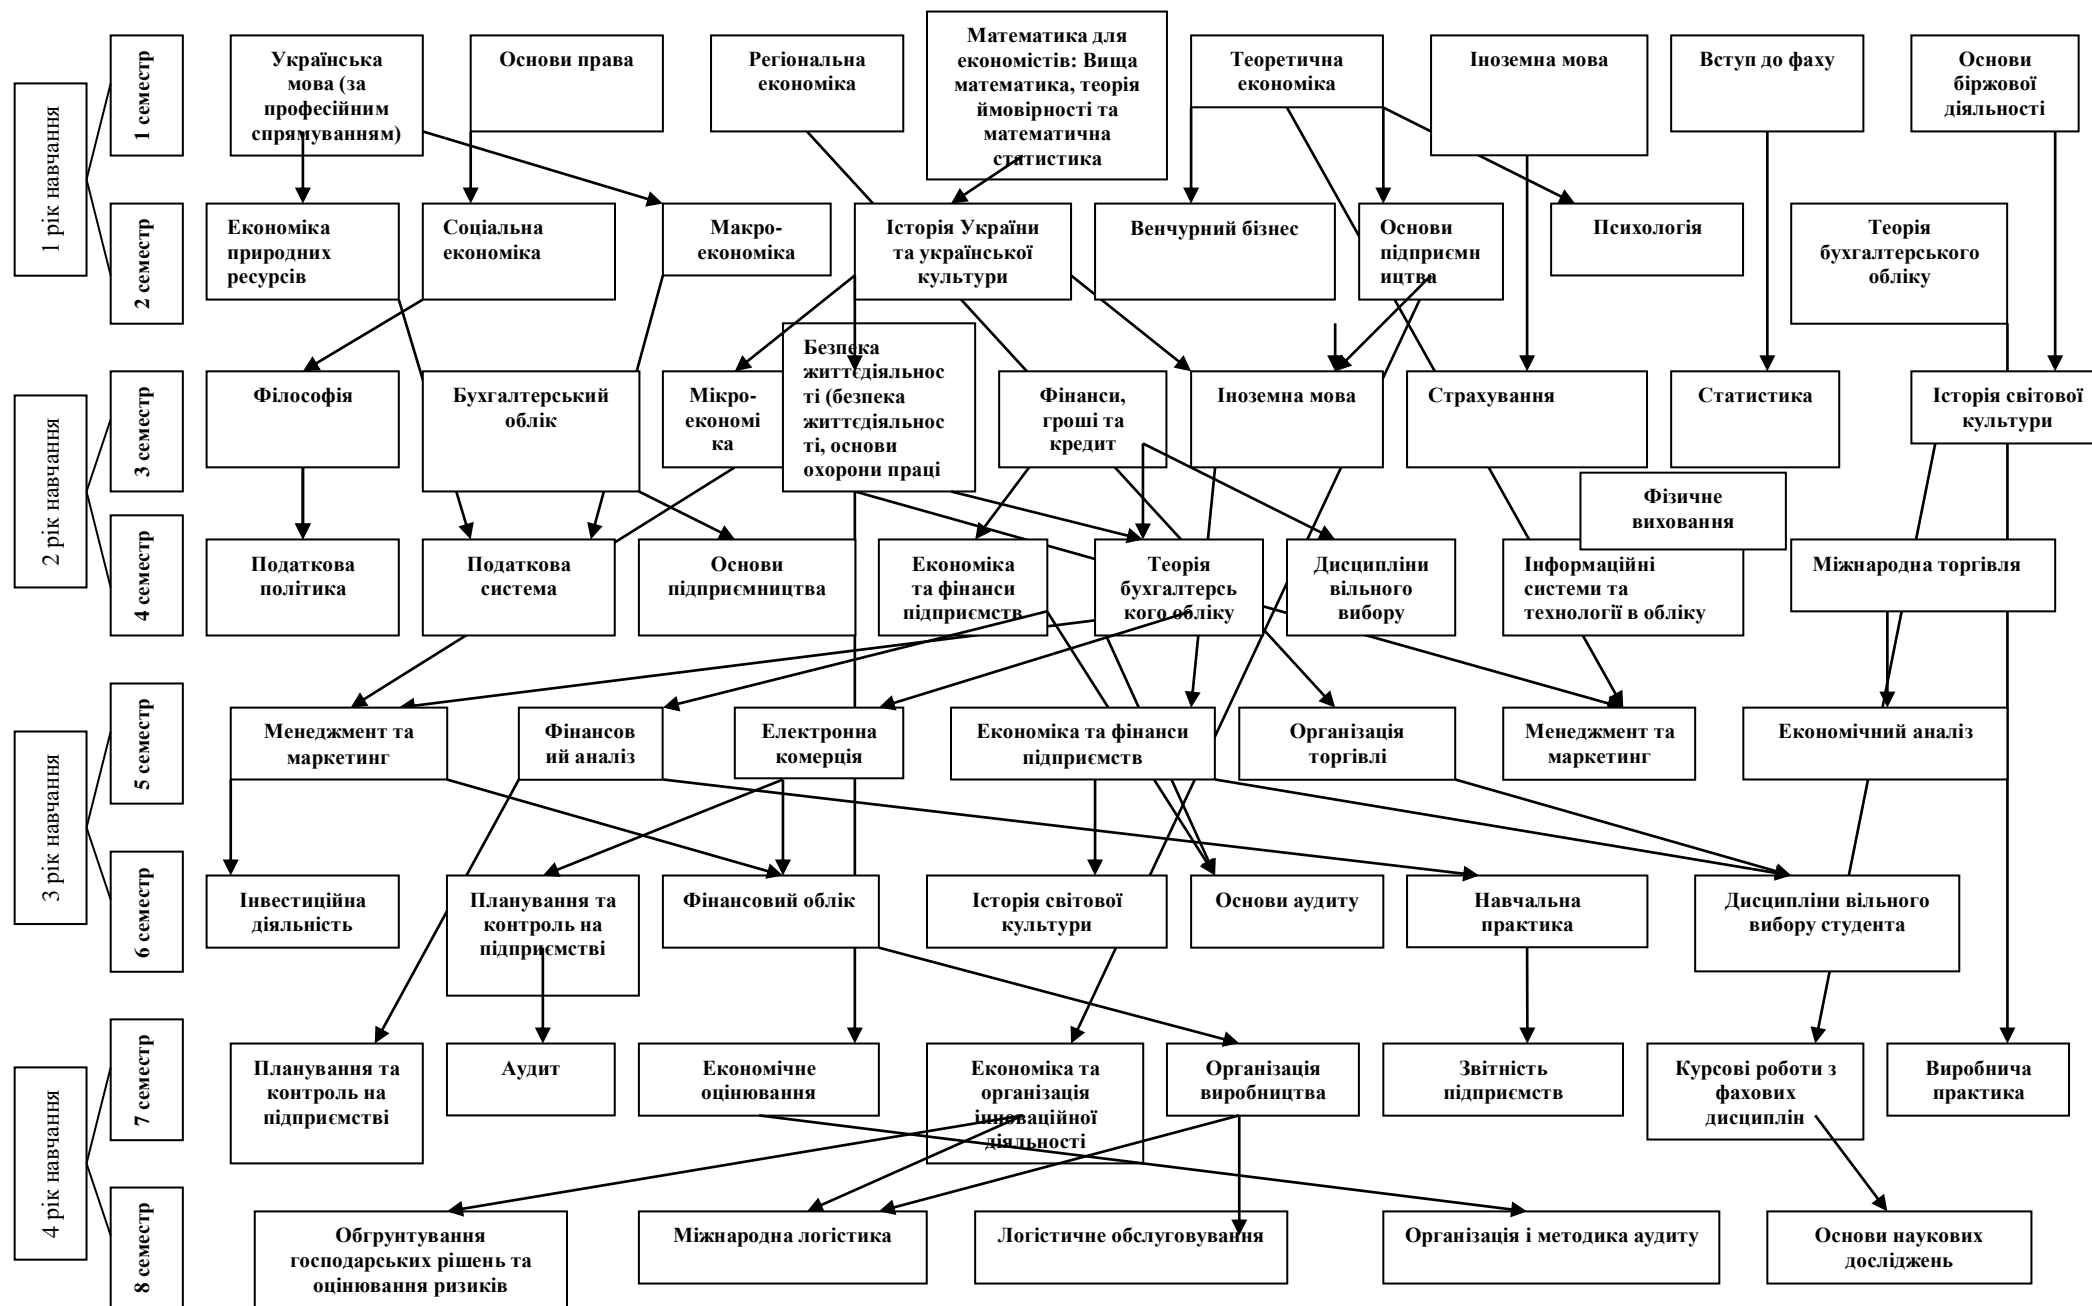 1 рік навчання
1 семестр
2 семестр
Українська
мова (за
професійним
спрямуванням)
Основи права
Регіональна
економіка
Математика для
економістів: Вища
математика, теорія
ймовірності та
математична
статистика
Теоретична
економіка
Іноземна мова
Вступ до фаху
Основи
біржової
діяльності
Економіка
природних
ресурсів
Соціальна
економіка
Макро-
економіка
Історія України
та української
культури
Венчурний бізнес
Основи
підприємн
ицтва
Психологія
Теорія
бухгалтерського
обліку
2 рік навчання
3 семестр
4 семестр
Філософія
Бухгалтерський
облік
Мікро-
економі
ка
Безпека
життєдіяльнос
ті (безпека
життєдіяльнос
ті, основи
охорони праці
Фінанси,
гроші та
кредит
Іноземна мова
Страхування
Статистика
Історія світової
культури
Фізичне
виховання
Податкова
політика
Податкова
система
Основи
підприємництва
Економіка
та фінанси
підприємств
Теорія
бухгалтерсь
кого обліку
Дисципліни
вільного
вибору
Інформаційні
системи та
технології в обліку
Міжнародна торгівля
3 рік навчання
5 семестр
6 семестр
Менеджмент та
маркетинг
Фінансов
ий аналіз
Електронна
комерція
Економіка та фінанси
підприємств
Організація
торгівлі
Менеджмент та
маркетинг
Економічний аналіз
Інвестиційна
діяльність
Планування та
контроль на
підприємстві
Фінансовий облік
Історія світової
культури
Основи аудиту
Навчальна
практика
Дисципліни вільного
вибору студента
4 рік навчання
7 семестр
8 семестр
Планування та
контроль на
підприємстві
Аудит
Економічне
оцінювання
Економіка та
організація
інноваційної
діяльності
Організація
виробництва
Звітність
підприємств
Курсові роботи з
фахових
дисциплін
Виробнича
практика
Обгрунтування
господарських рішень та
оцінювання ризиків
Міжнародна логістика
Логістичне обслуговування
Організація і методика аудиту
Основи наукових
досліджень